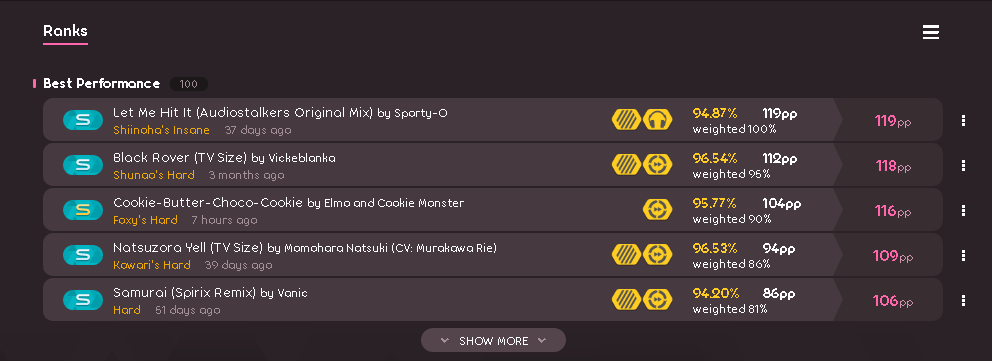 Ranks
Best Performance 100
S Let Me Hit It (Audiostalkers Original Mix) by Sporty-O 94.87% 119pp 119pp
Shiinoha's Insane 37 days ago weighted 100%
S Black Rover (TV Size) by Vickeblanka 96.54% 112pp 118pp
Shunao's Hard 3 months ago weighted 95%
S Cookie-Butter-Choco-Cookie by Elmo and Cookie Monster 95.77% 104pp 116pp
Foxy's Hard 7 hours ago weighted 90%
S Natsuzora Yell (TV Size) by Momohara Natsuki (CV: Murakawa Rie) 96.53% 94pp 109pp
Kowari's Hard 39 days ago weighted 86%
S Samurai (Spirix Remix) by Vanic 94.20% 86pp 106pp
Hard 51 days ago weighted 81%
SHOW MORE